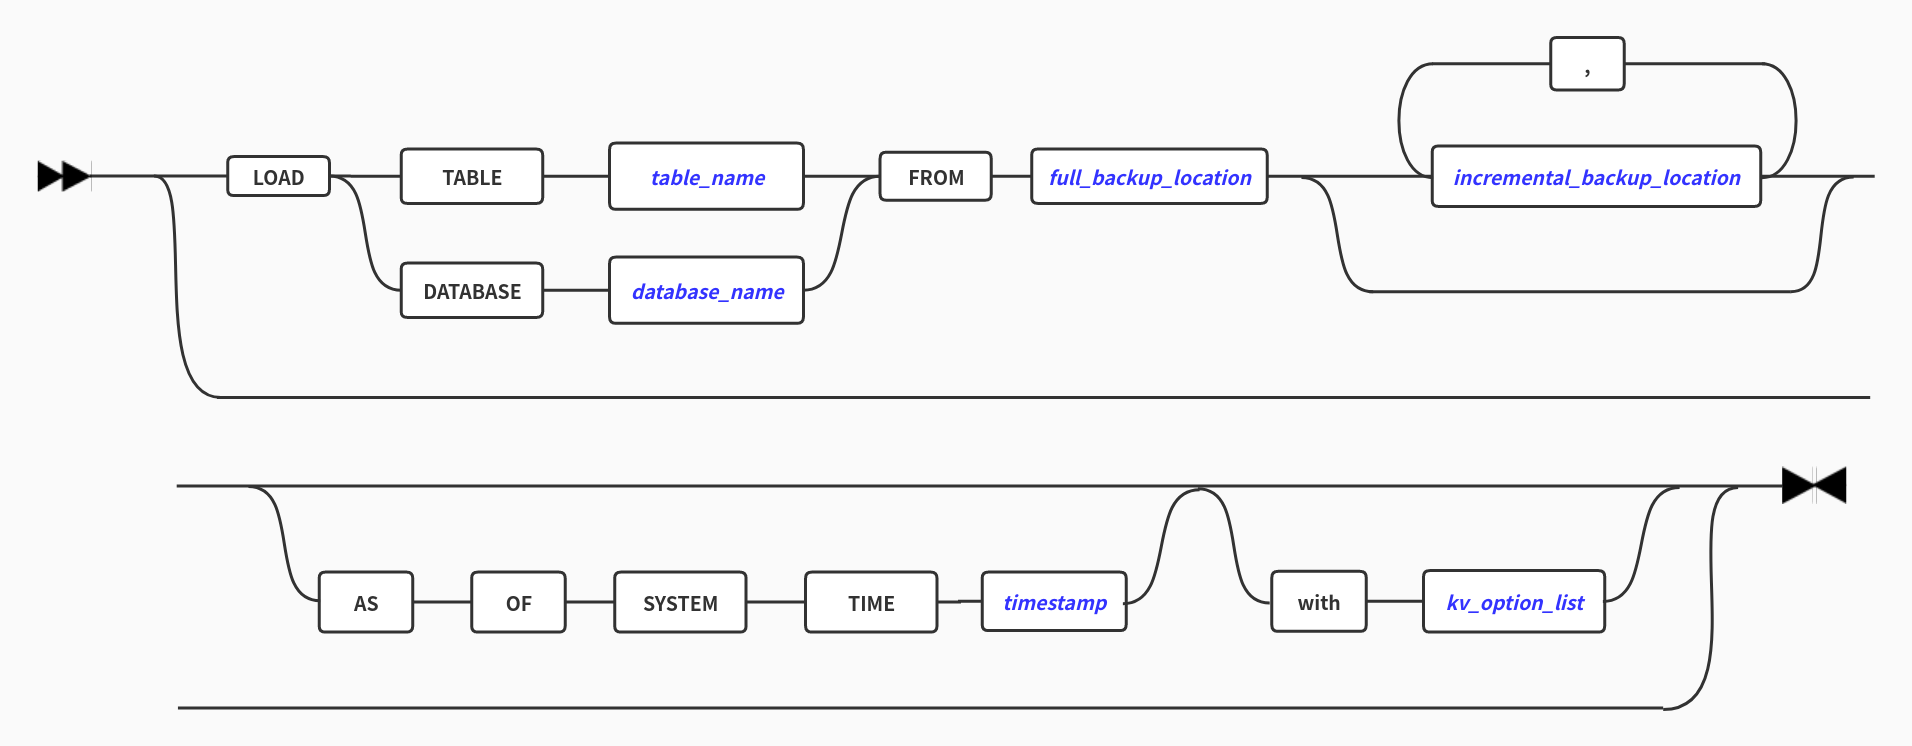 ,
LOAD TABLE table_name FROM full_backup_location incremental_backup_location
DATABASE database_name
AS OF SYSTEM TIME timestamp with kv_option_list